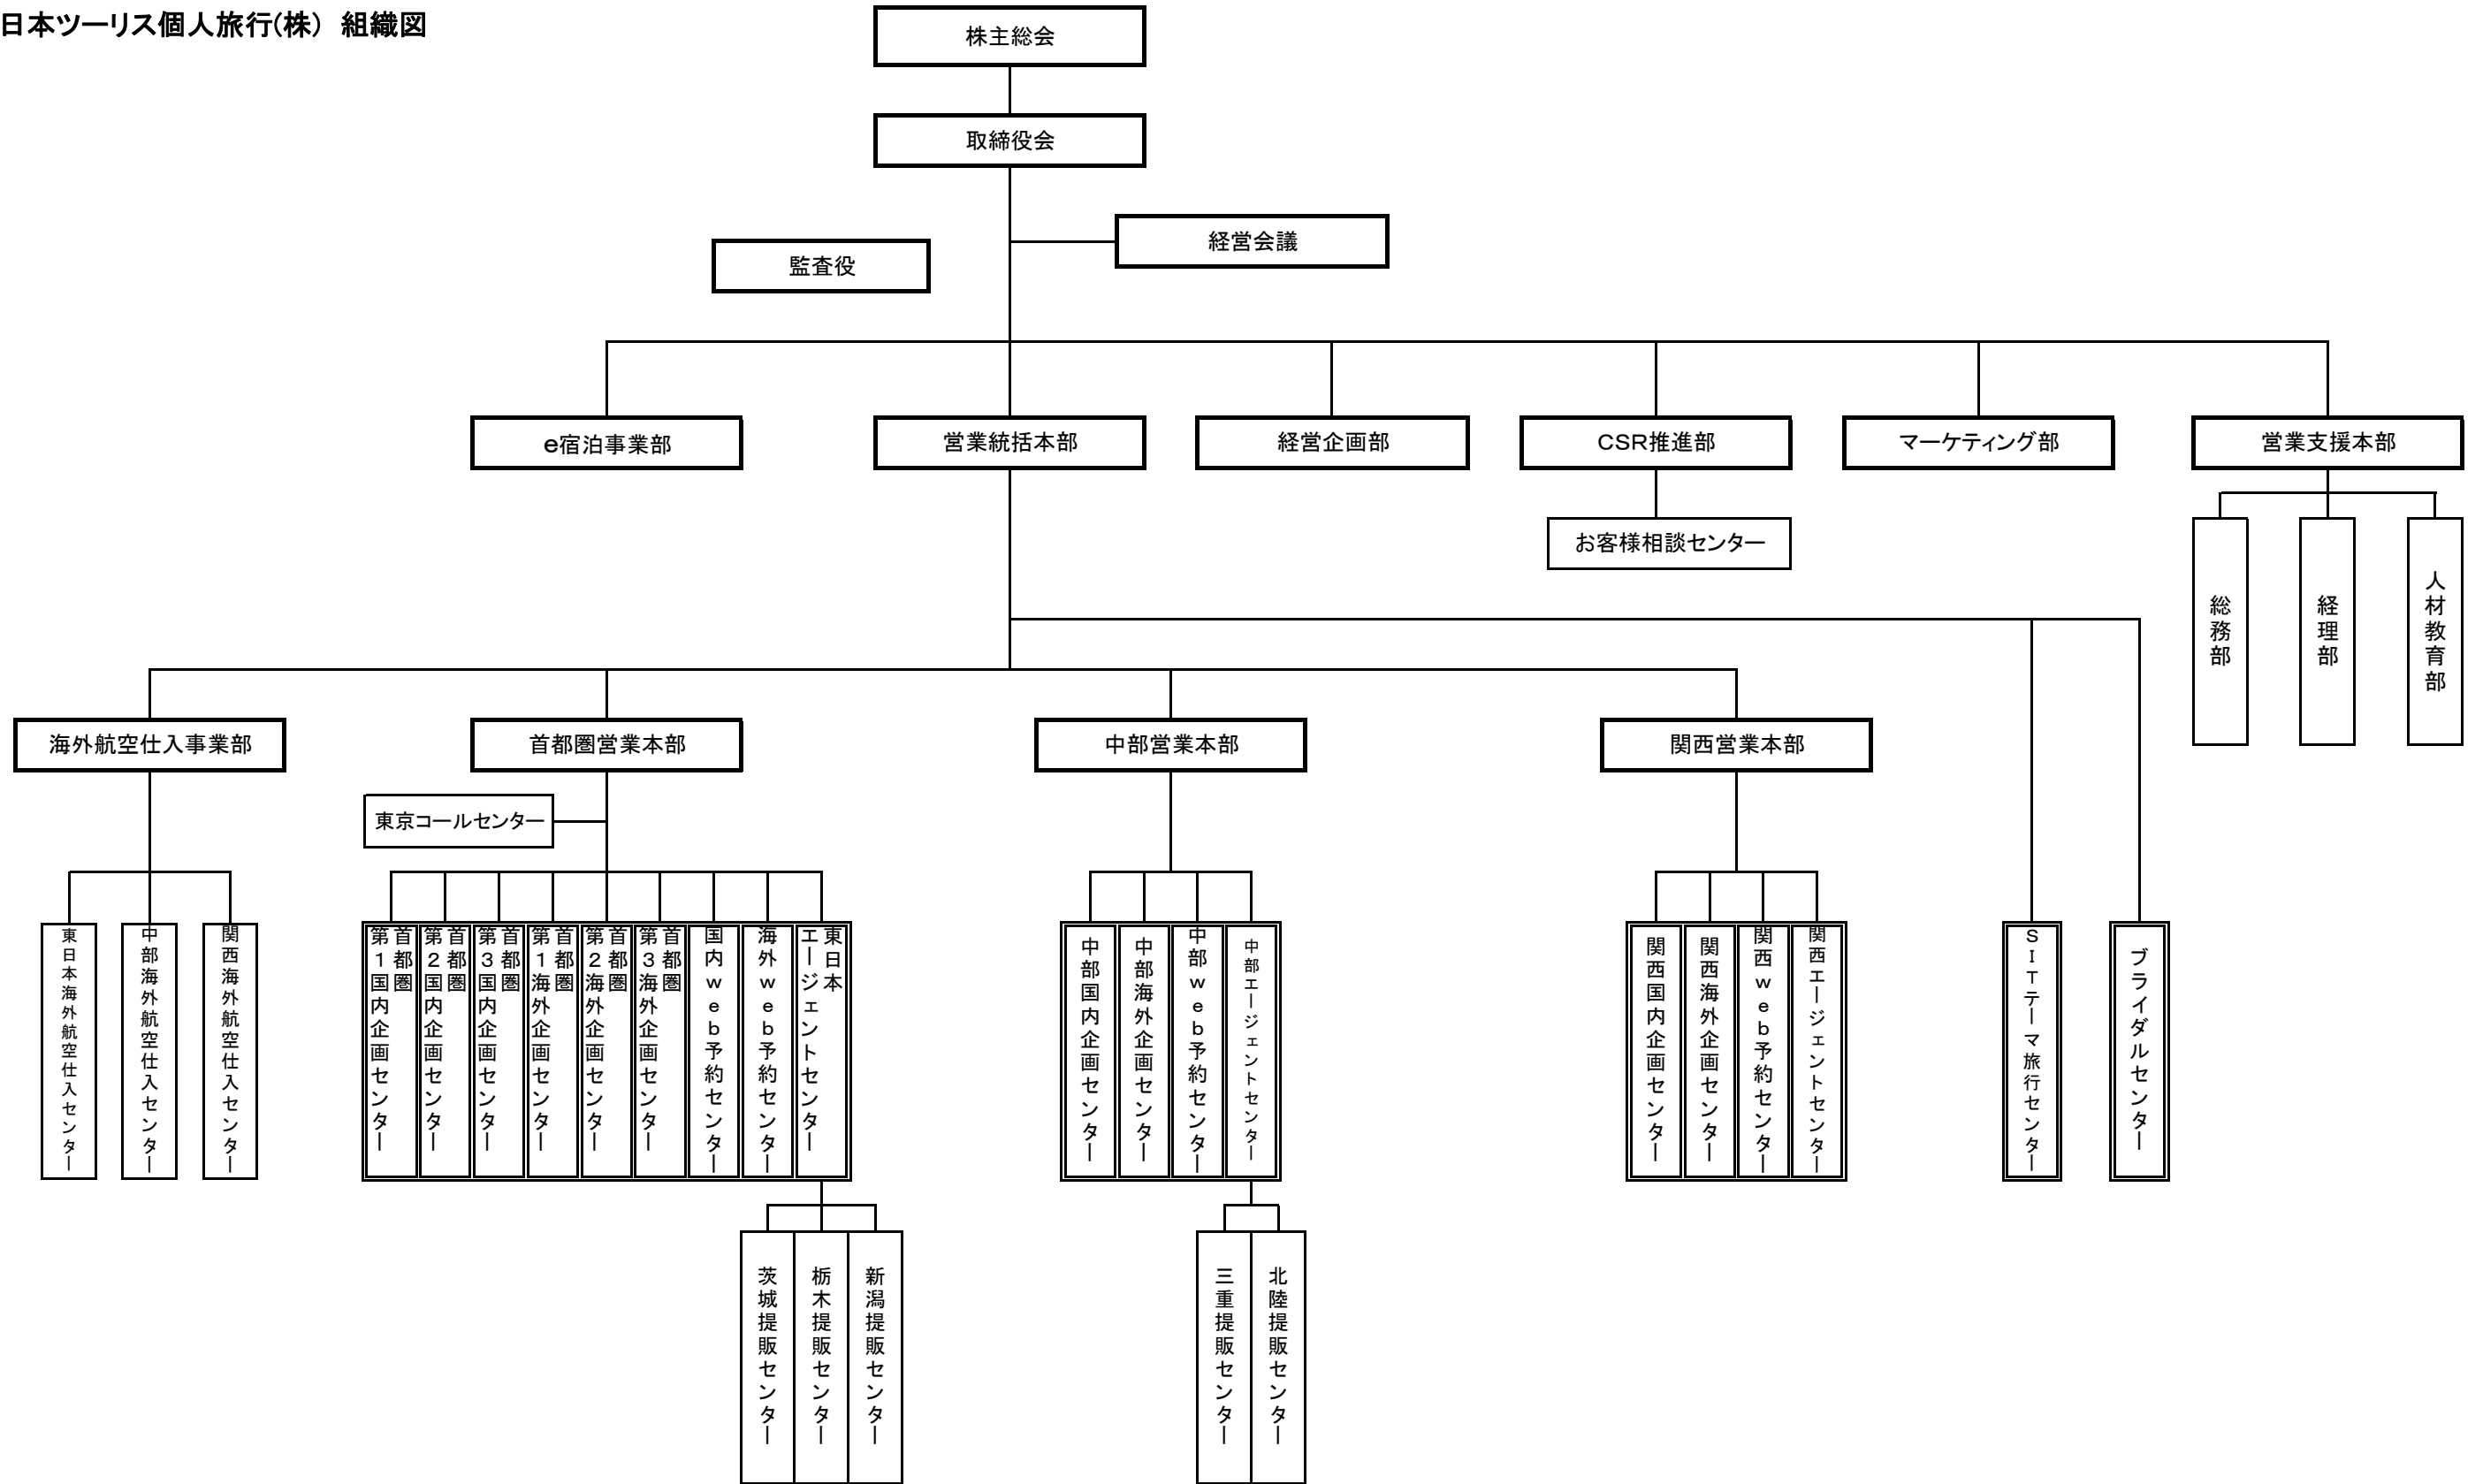 日本ツーリス個人旅行(株) 組織図
株主総会
取締役会
経営会議
監査役
e宿泊事業部
営業統括本部
経営企画部
CSR推進部
マーケティング部
営業支援本部
お客様相談センター
総務部
経理部
人材教育部
海外航空仕入事業部
首都圏営業本部
中部営業本部
関西営業本部
東京コールセンター
東日本海外航空仕入センター
中部海外航空仕入センター
関西海外航空仕入センター
首都圏
第1国内企画センター
首都圏
第2国内企画センター
首都圏
第3国内企画センター
首都圏
第1海外企画センター
首都圏
第2海外企画センター
首都圏
第3海外企画センター
国内web予約センター
海外web予約センター
東日本
エージェントセンター
中部国内企画センター
中部海外企画センター
中部web予約センター
中部エージェントセンター
関西国内企画センター
関西海外企画センター
関西web予約センター
関西エージェントセンター
SITテーマ旅行センター
ブライダルセンター
茨城提販センター
栃木提販センター
新潟提販センター
三重提販センター
北陸提販センター